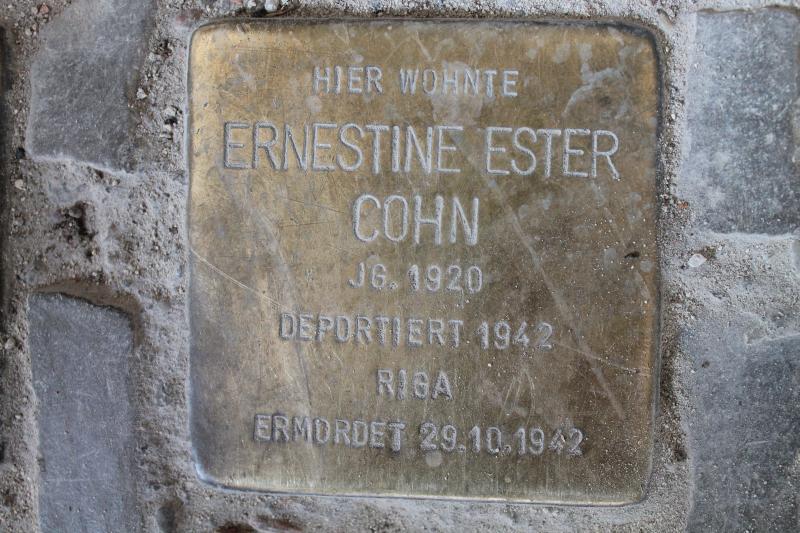 HIER WOHNTE
ERNESTINE ESTER
COHN
JG. 1920
DEPORTIERT 1942
RIGA
ERMORDET 29.10.1942